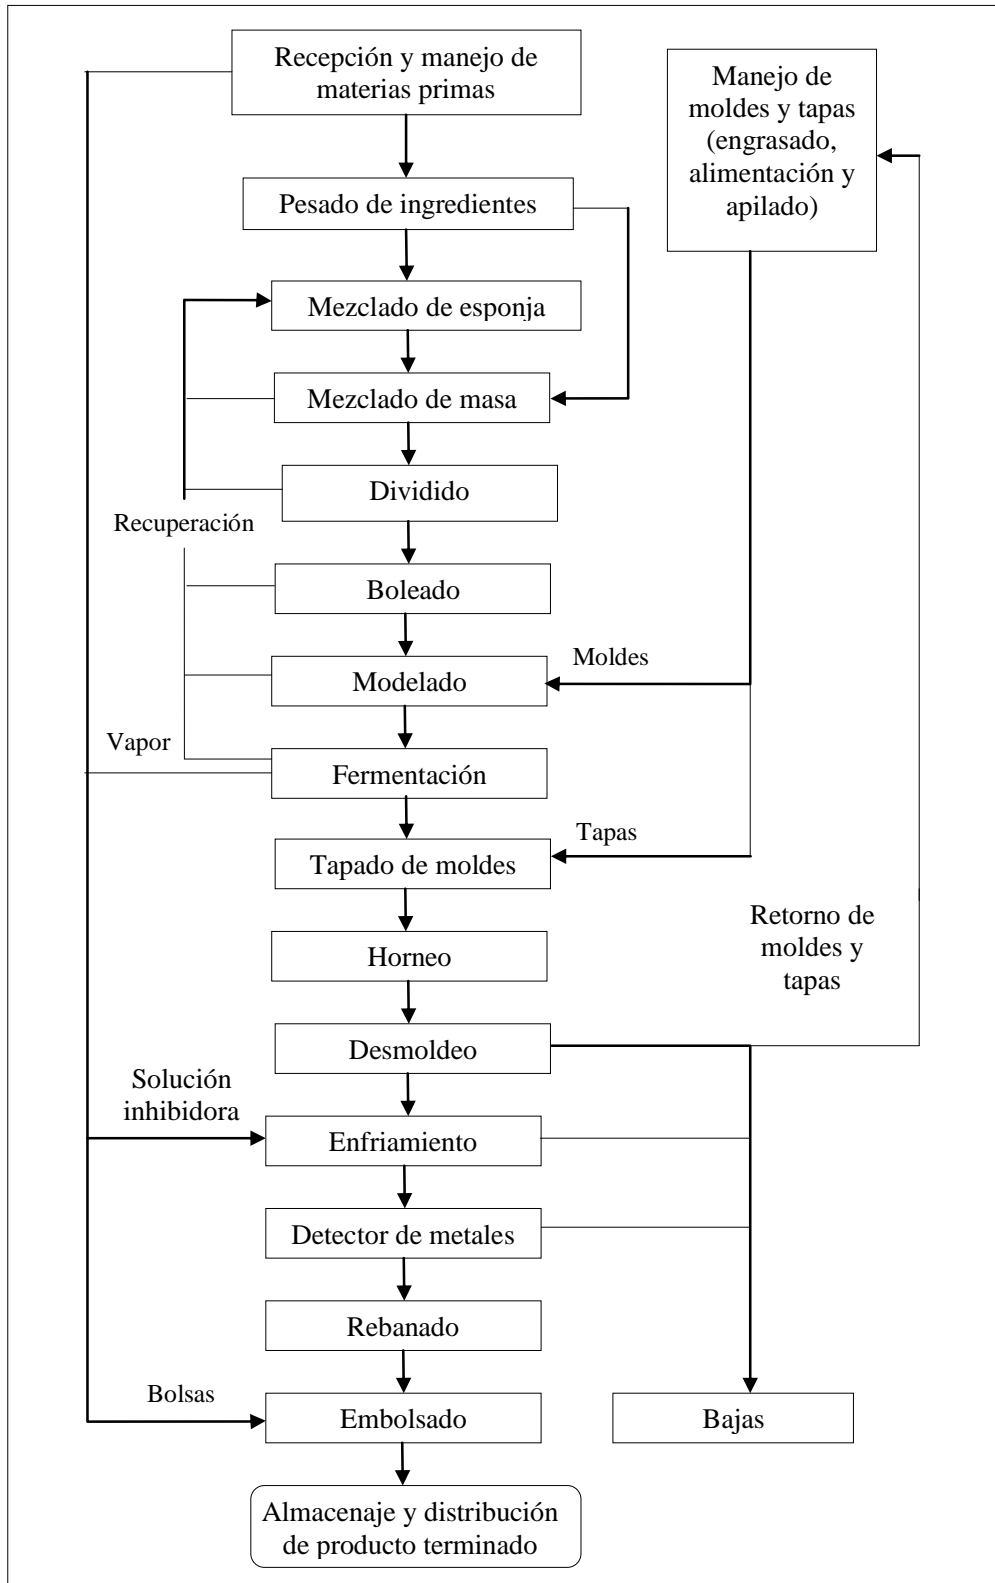 Recepción y manejo de
materias primas
Manejo de
moldes y tapas
(engrasado,
alimentación y
apilado)
Pesado de ingredientes
Mezclado de esponja
Mezclado de masa
Dividido
Recuperación
Boleado
Moldes
Modelado
Vapor
Fermentación
Tapas
Tapado de moldes
Retorno de
moldes y
tapas
Horneo
Desmoldeo
Solución
inhibidora
Enfriamiento
Detector de metales
Rebanado
Bolsas
Embolsado
Bajas
Almacenaje y distribución
de producto terminado